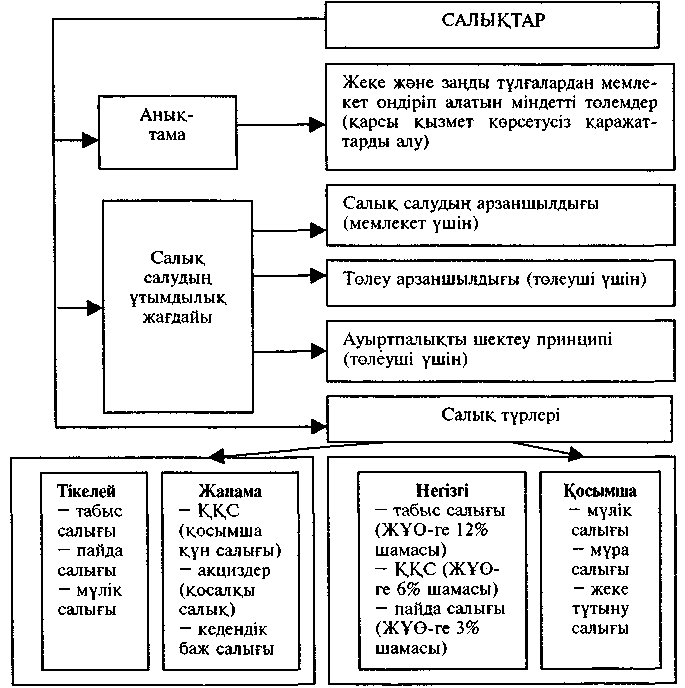 САЛЫҚТАР
Анық-
тама
Жеке және заңды тұлғалардан мемле-
кет өндіріп алатын міндетті төлемдер
(қарсы қызмет көрсетусіз қаражат-
тарды алу)
Салық
салудың
ұтымдылық
жағдайы
Салық салудың арзаншылдығы
(мемлекет үшін)
Төлеу арзаншылдығы (төлеуші үшін)
Ауыртпалықты шектеу принципі
(төлеуші үшін)
Салық түрлері
Тікелей
– табыс
салығы
– пайда
салығы
– мүлік
салығы
Жанама
– ҚҚС
(қосымша
құн салығы)
– акциздер
(қосалқы
салық)
– кедендік
баж салығы
Негізгі
– табыс салығы
(ЖҰӨ-ге 12%
шамасы)
– ҚҚС (ЖҰӨ-
ге 6% шамасы)
– пайда салығы
(ЖҰӨ-ге 3%
шамасы)
Қосымша
– мүлік
салығы
– мұра
салығы
– жеке
тұтыну
салығы